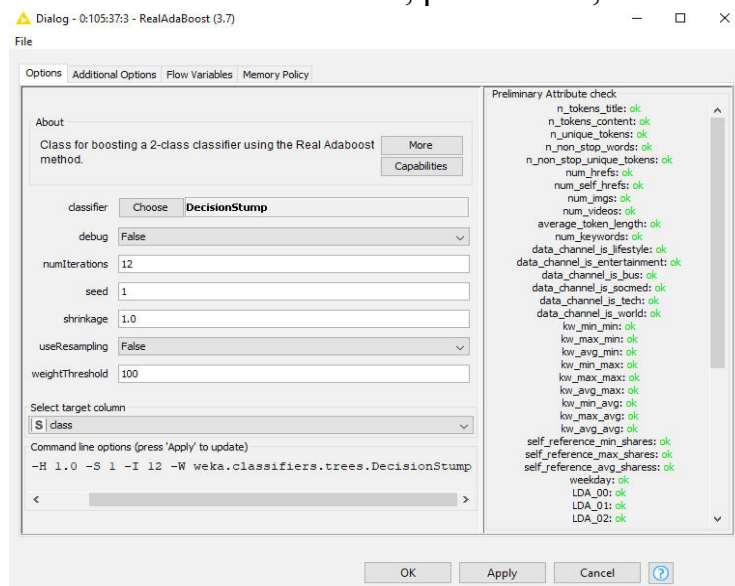 Dialog - 0:105:37:3 - RealAdaBoost (3.7)
File
Options Additional Options Flow Variables Memory Policy
About
Class for boosting a 2-class classifier using the Real Adaboost
method.
More
Capabilities
classifier Choose DecisionStump
debug False
numIterations 12
seed 1
shrinkage 1.0
useResampling False
weightThreshold 100
Select target column
S class
Command line options (press 'Apply' to update)
-H 1.0 -S 1 -I 12 -W weka.classifiers.trees.DecisionStump
Preliminary Attribute check
n_tokens_title: ok
n_tokens_content: ok
n_unique_tokens: ok
n_non_stop_words: ok
n_non_stop_unique_tokens: ok
num_hrefs: ok
num_self_hrefs: ok
num_imgs: ok
num_videos: ok
average_token_length: ok
num_keywords: ok
data_channel_is_lifestyle: ok
data_channel_is_entertainment: ok
data_channel_is_bus: ok
data_channel_is_socmed: ok
data_channel_is_tech: ok
data_channel_is_world: ok
kw_min_min: ok
kw_max_min: ok
kw_avg_min: ok
kw_min_max: ok
kw_max_max: ok
kw_avg_max: ok
kw_min_avg: ok
kw_max_avg: ok
kw_avg_avg: ok
self_reference_min_shares: ok
self_reference_max_shares: ok
self_reference_avg_sharess: ok
weekday: ok
LDA_00: ok
LDA_01: ok
LDA_02: ok
OK Apply Cancel ?